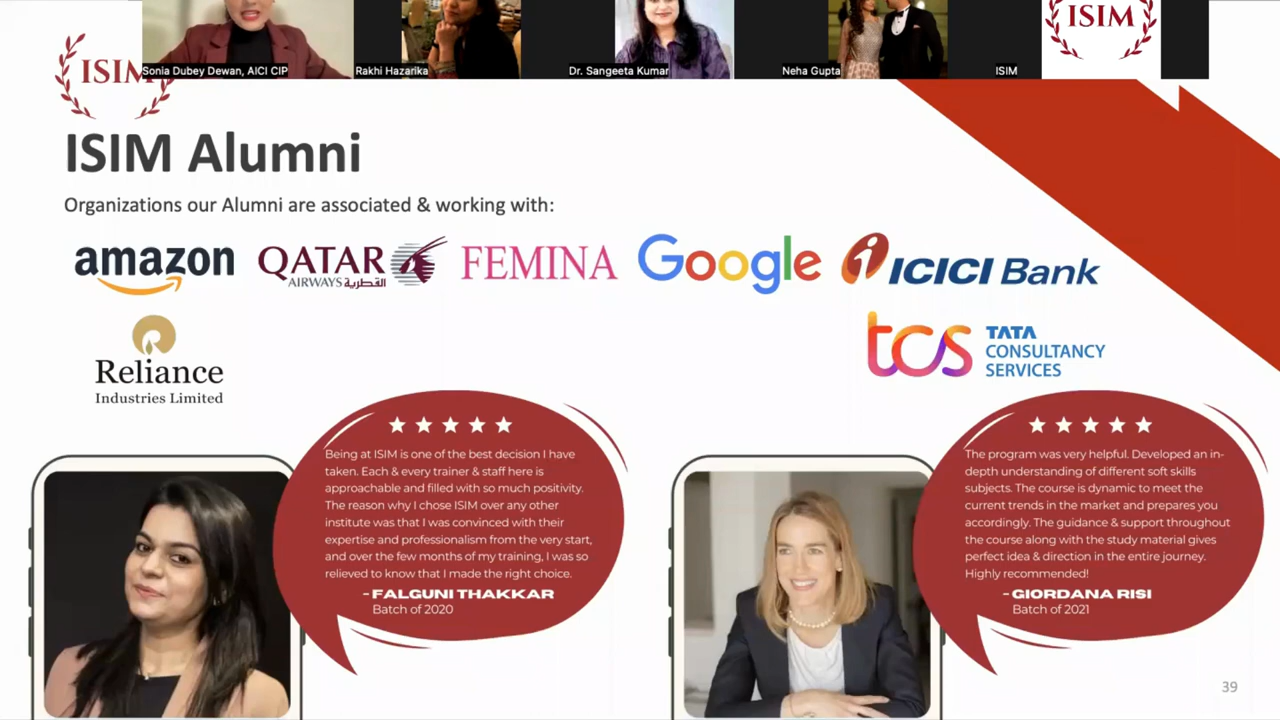 ISIM
Sonia Dubey Dewan, AICI CIP
Rakhi Hazarika
Dr. Sangeeta Kumar
Neha Gupta
ISIM
ISIM
ISIM Alumni
Organizations our Alumni are associated & working with:
amazon
QATAR
AIRWAYS القطرية
FEMINA
Google
i ICICI Bank
Reliance
Industries Limited
tcs
TATA
CONSULTANCY
SERVICES
Being at ISIM is one of the best decision I have
taken. Each & every trainer & staff here is
approachable and filled with so much positivity.
The reason why I chose ISIM over any other
institute was that I was convinced with their
expertise and professionalism from the very start,
and over the few months of my training, I was so
relieved to know that I made the right choice.
- FALGUNI THAKKAR
Batch of 2020
The program was very helpful. Developed an in-
depth understanding of different soft skills
subjects. The course is dynamic to meet the
current trends in the market and prepares you
accordingly. The guidance & support throughout
the course along with the study material gives
perfect idea & direction in the entire journey.
Highly recommended!
- GIORDANA RISI
Batch of 2021
39